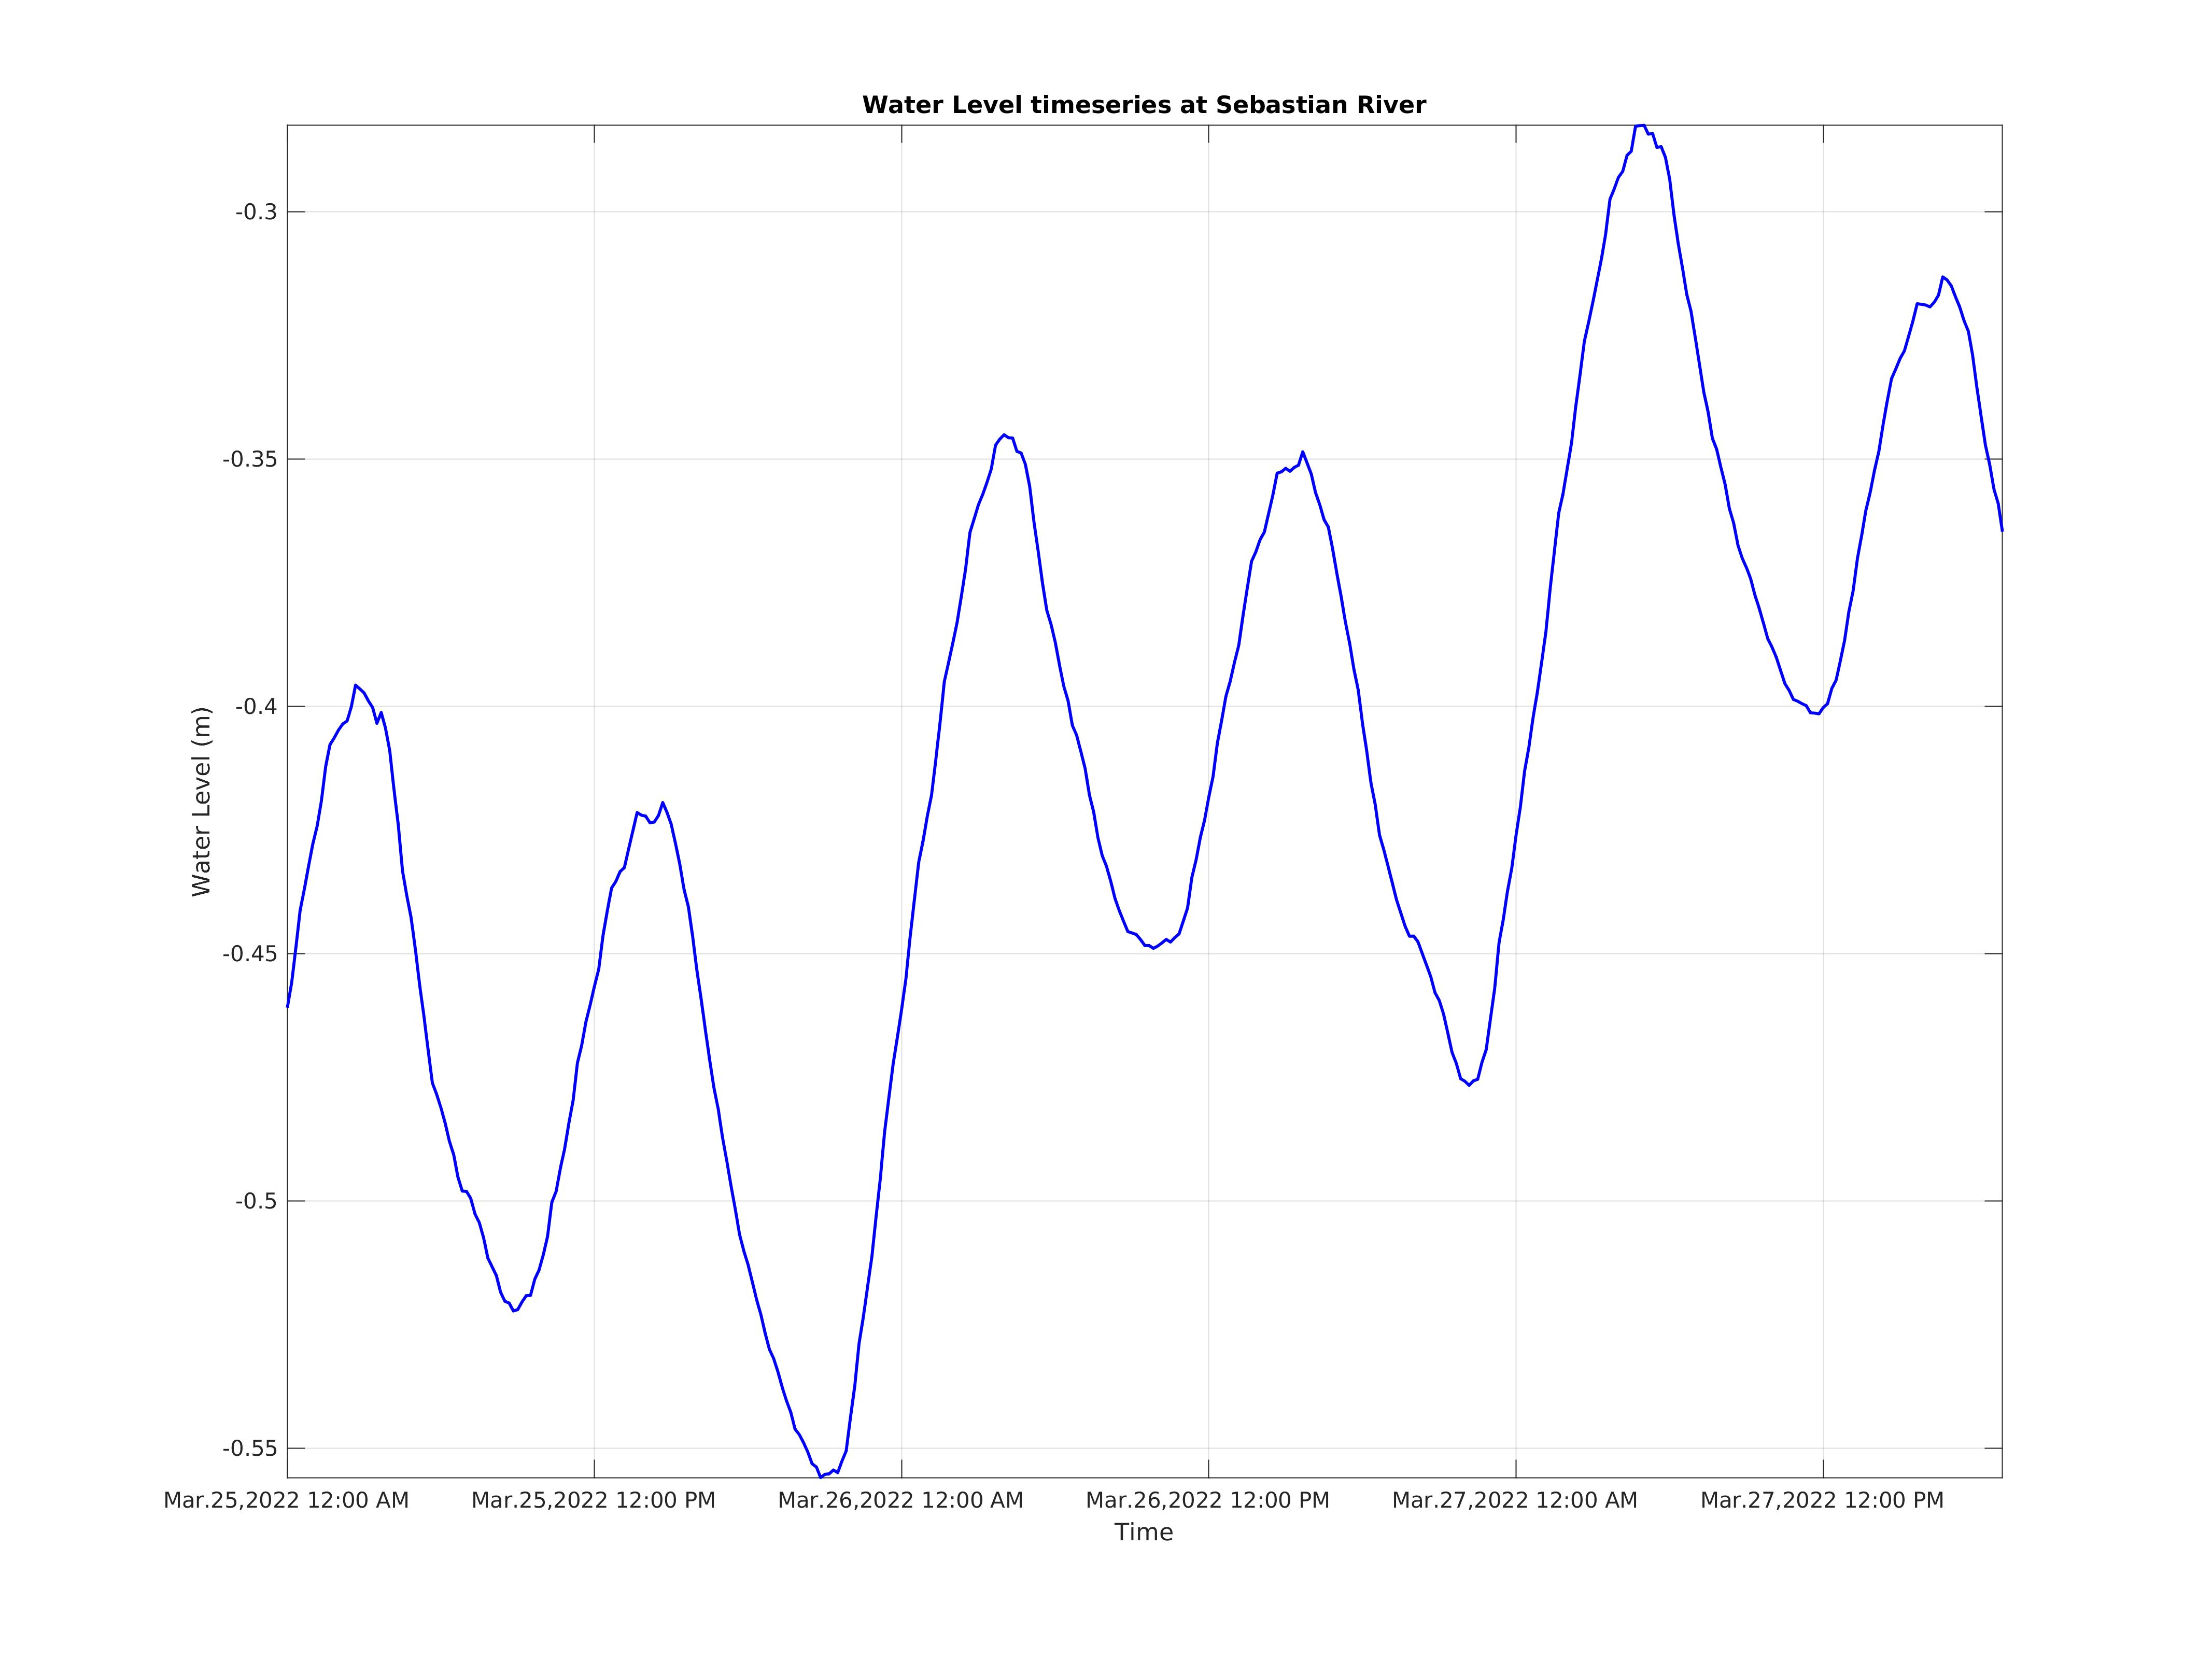 Water Level timeseries at Sebastian River
-0.3
-0.35
-0.4
-0.45
-0.5
-0.55
Water Level (m)
Mar.25,2022 12:00 AM
Mar.25,2022 12:00 PM
Mar.26,2022 12:00 AM
Mar.26,2022 12:00 PM
Mar.27,2022 12:00 AM
Mar.27,2022 12:00 PM
Time